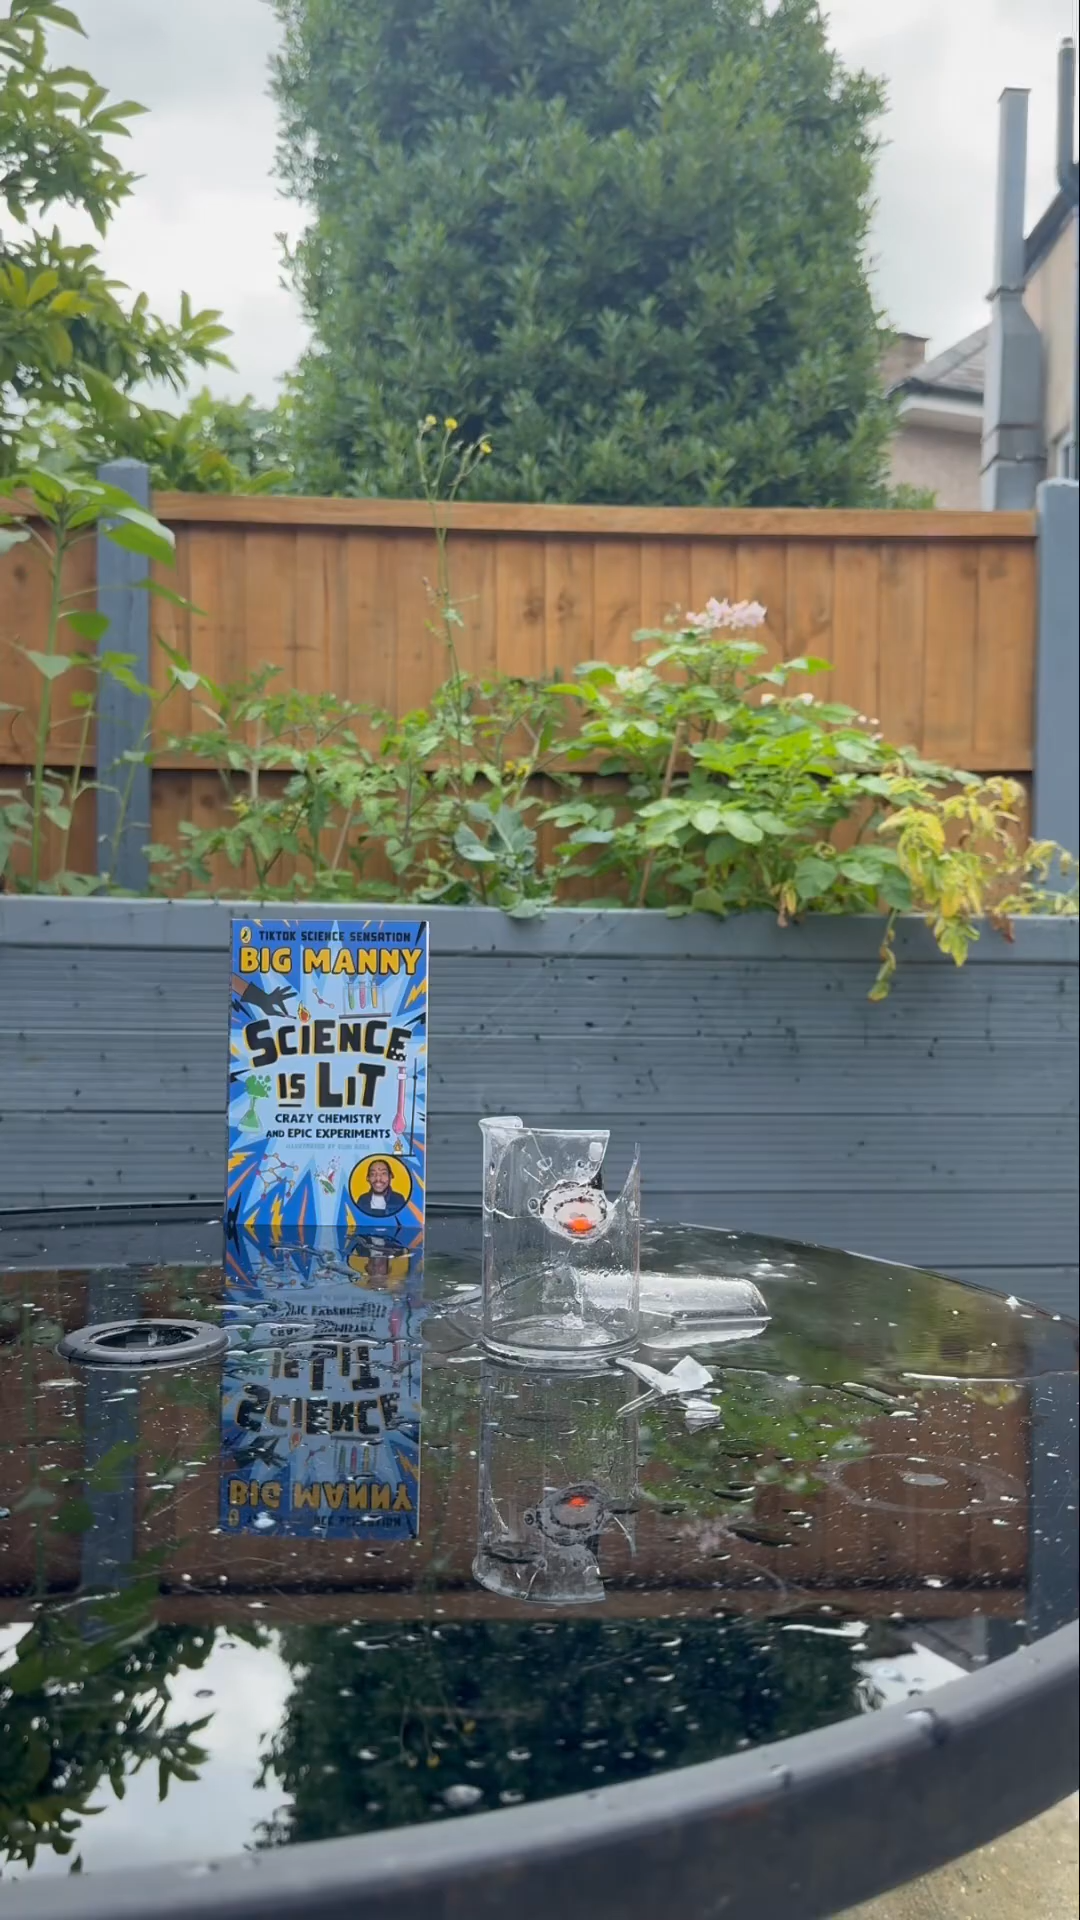 TIKTOK SCIENCE SENSATION
BIG MANNY
SCiENCE
IS LiT
CRAZY CHEMISTRY
AND EPIC EXPERIMENTS